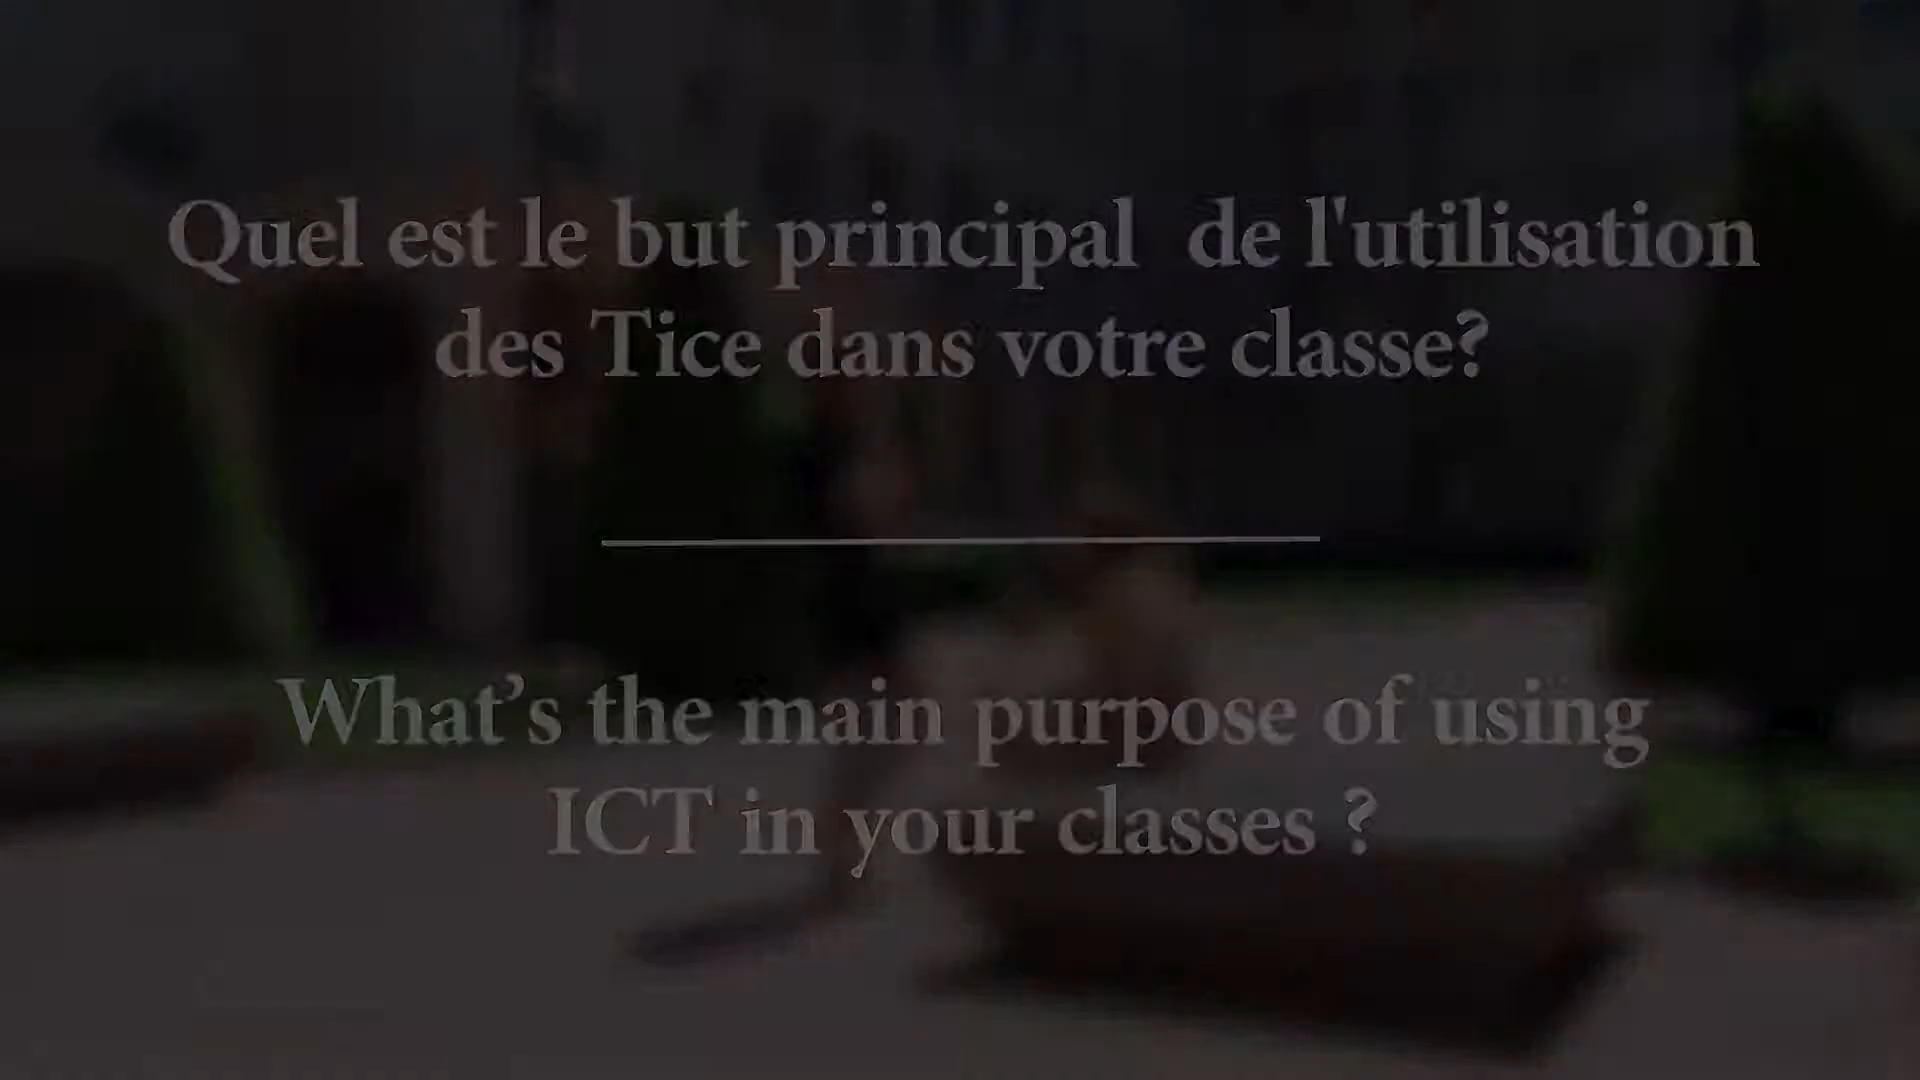 Quel est le but principal  de l'utilisation
des Tice dans votre classe?
What’s the main purpose of using
ICT in your classes ?